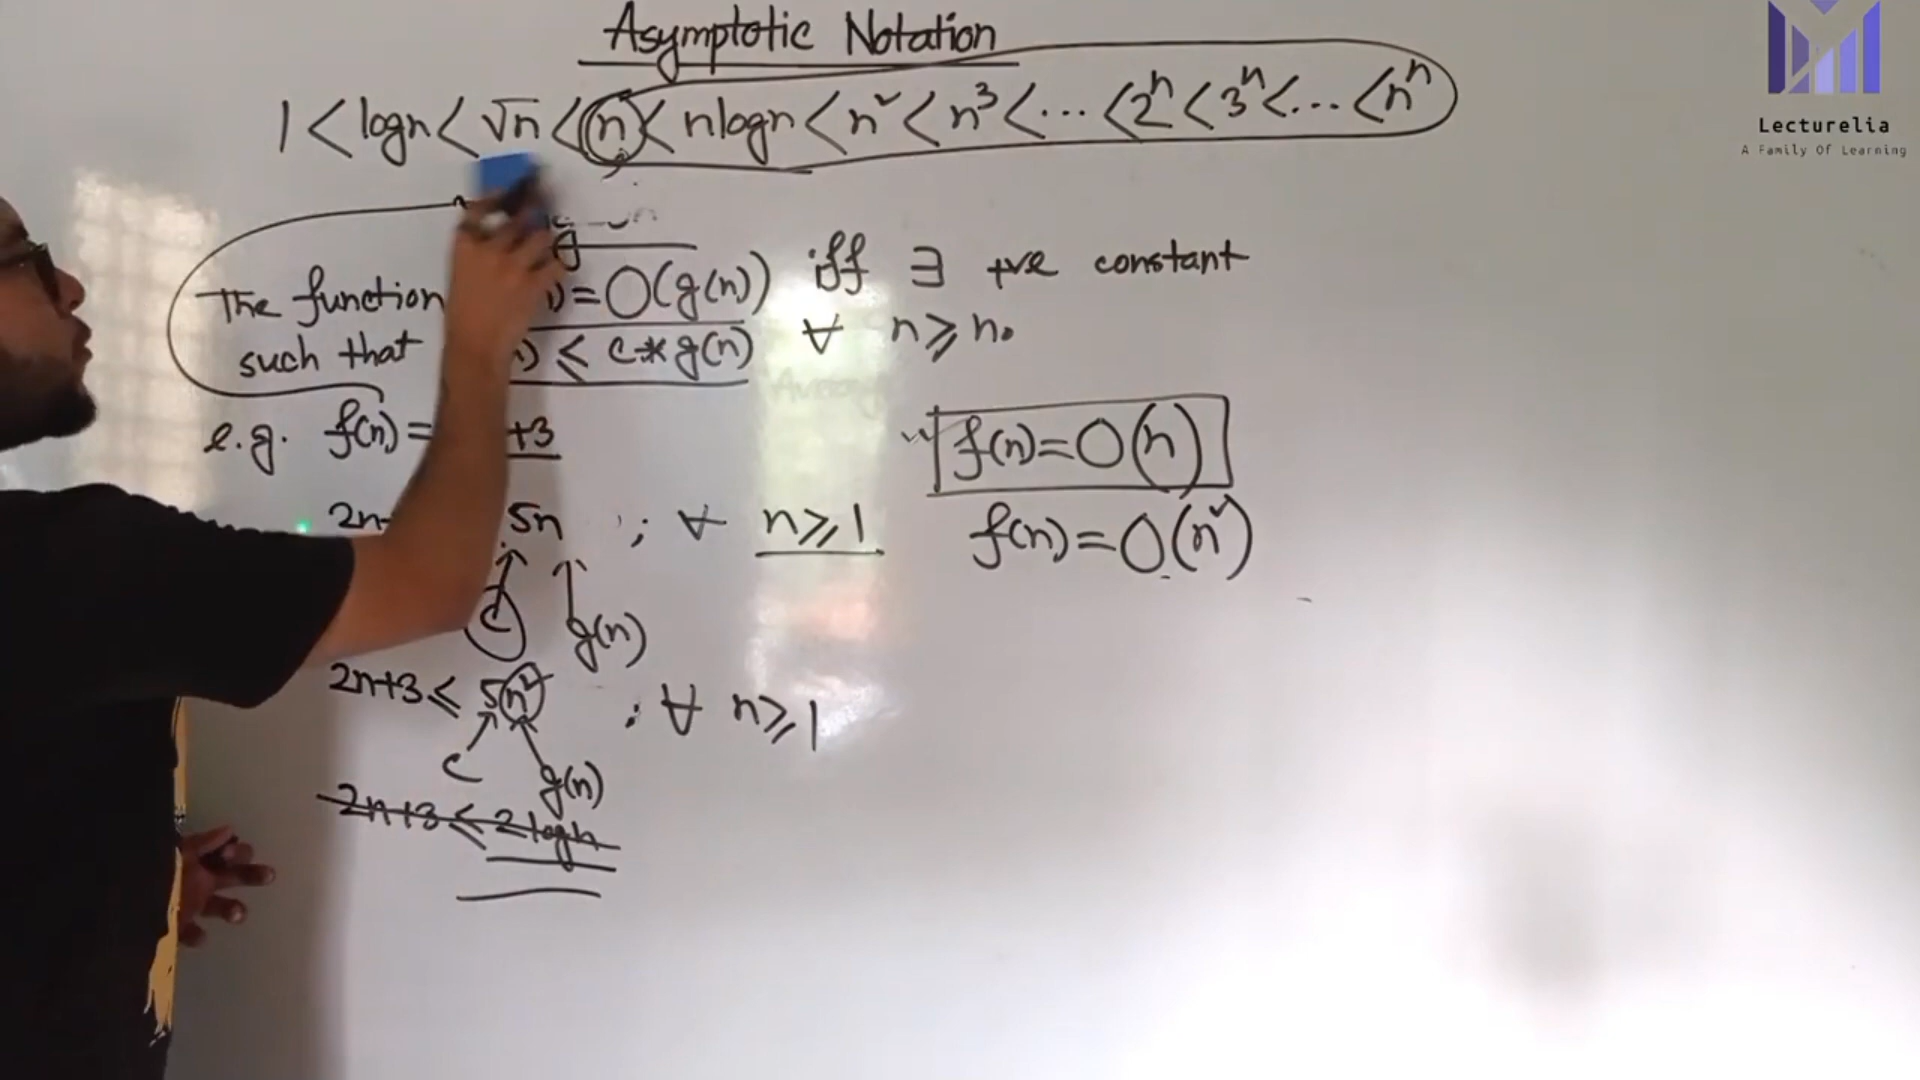 Asymptotic Notation
1 < logn < √n < n < nlogn < n² < n³ < ... < 2ⁿ < 3ⁿ < ... < nⁿ
Lecturelia
A Family Of Learning
The function n) = O(g(n)) iff ∃ +ve constant
such that n) ≤ c*g(n) ∀ n ≥ n₀
e.g. f(n) = +3
f(n) = O(n)
2n 5n ; ∀ n ≥ 1
f(n) = O(n²)
c g(n)
2n+3 ≤ 5n² ; ∀ n ≥ 1
c g(n)
2n+3 ≤ 2logn